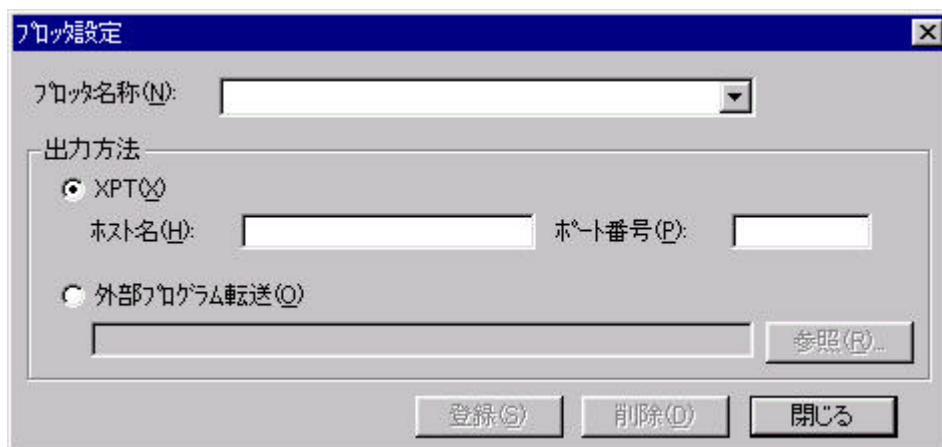 ﾌﾟﾛｯﾀ設定
ﾌﾟﾛｯﾀ名称(N):
出力方法
XPT(X)
ﾎｽﾄ名(H):
ﾎﾟｰﾄ番号(P):
外部ﾌﾟﾛｸﾞﾗﾑ転送(O)
参照(R)...
登録(S)
削除(D)
閉じる